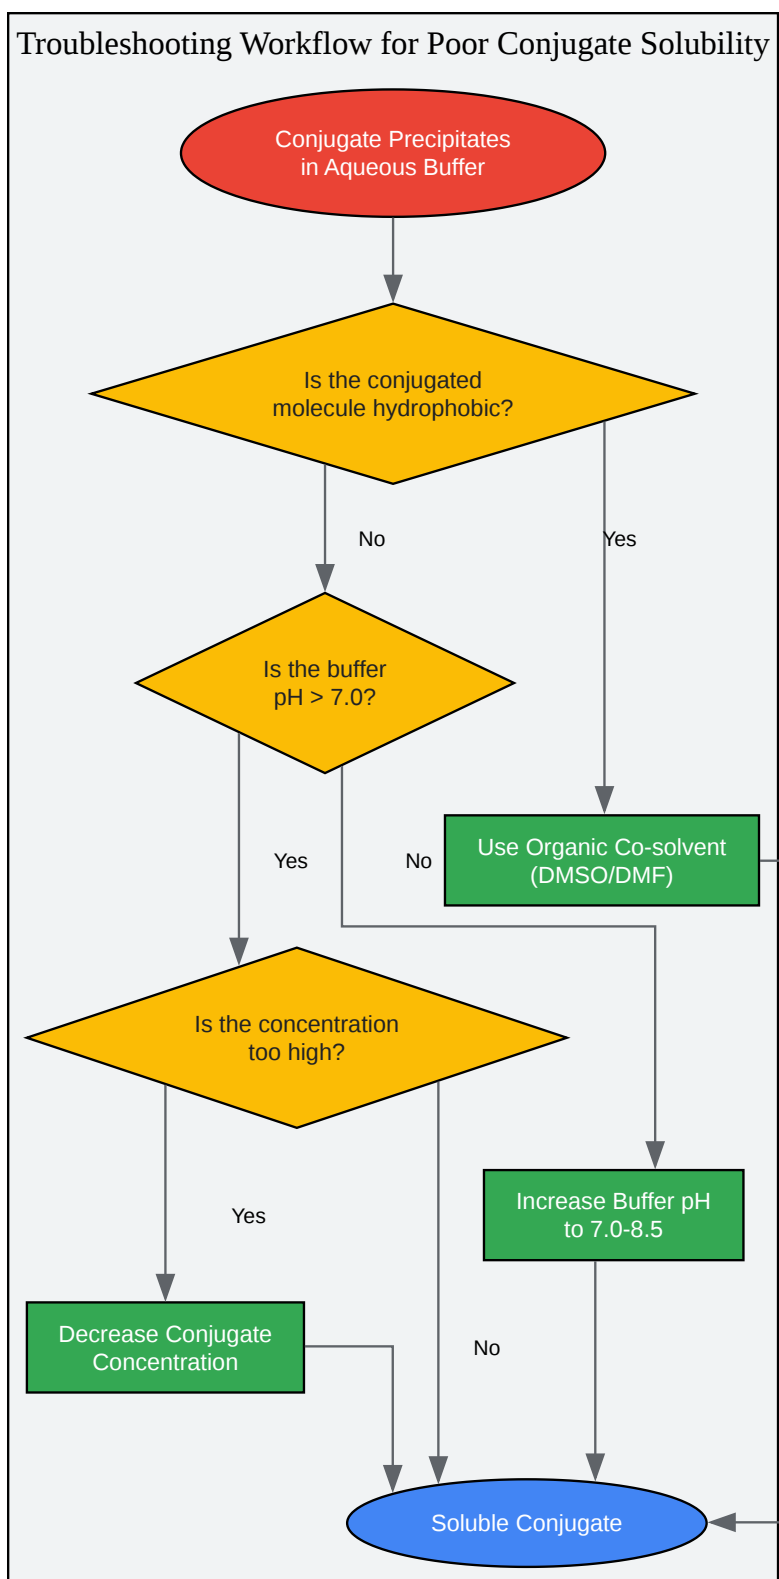 Troubleshooting Workflow for Poor Conjugate Solubility
Conjugate Precipitates
in Aqueous Buffer
Is the conjugated
molecule hydrophobic?
No
Yes
Is the buffer
pH > 7.0?
Yes
No
Use Organic Co-solvent
(DMSO/DMF)
Is the concentration
too high?
Yes
Increase Buffer pH
to 7.0-8.5
Decrease Conjugate
Concentration
No
Soluble Conjugate